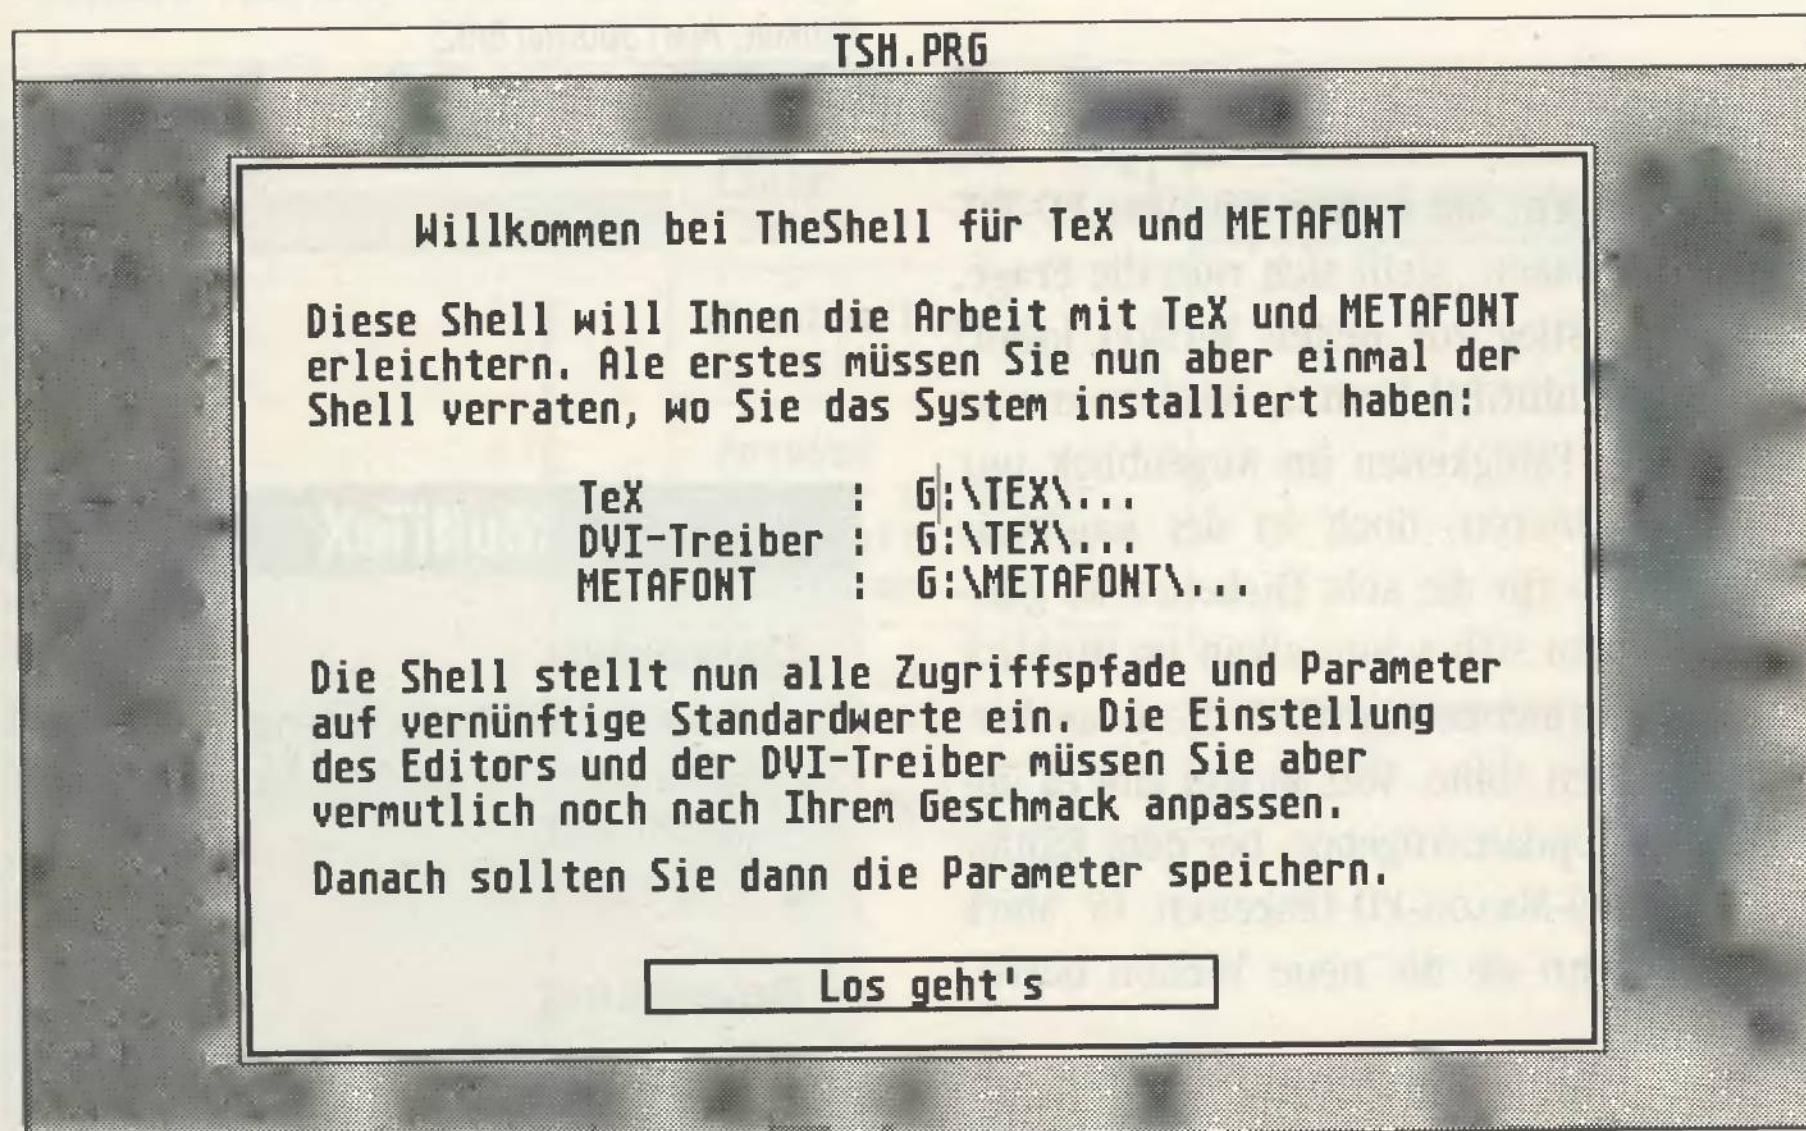 TSH.PRG
Willkommen bei TheShell für TeX und METAFONT
Diese Shell will Ihnen die Arbeit mit TeX und METAFONT
erleichtern. Ale erstes müssen Sie nun aber einmal der
Shell verraten, wo Sie das System installiert haben:
TeX : G:\TEX\...
DVI-Treiber : G:\TEX\...
METAFONT : G:\METAFONT\...
Die Shell stellt nun alle Zugriffspfade und Parameter
auf vernünftige Standardwerte ein. Die Einstellung
des Editors und der DVI-Treiber müssen Sie aber
vermutlich noch nach Ihrem Geschmack anpassen.
Danach sollten Sie dann die Parameter speichern.
Los geht's